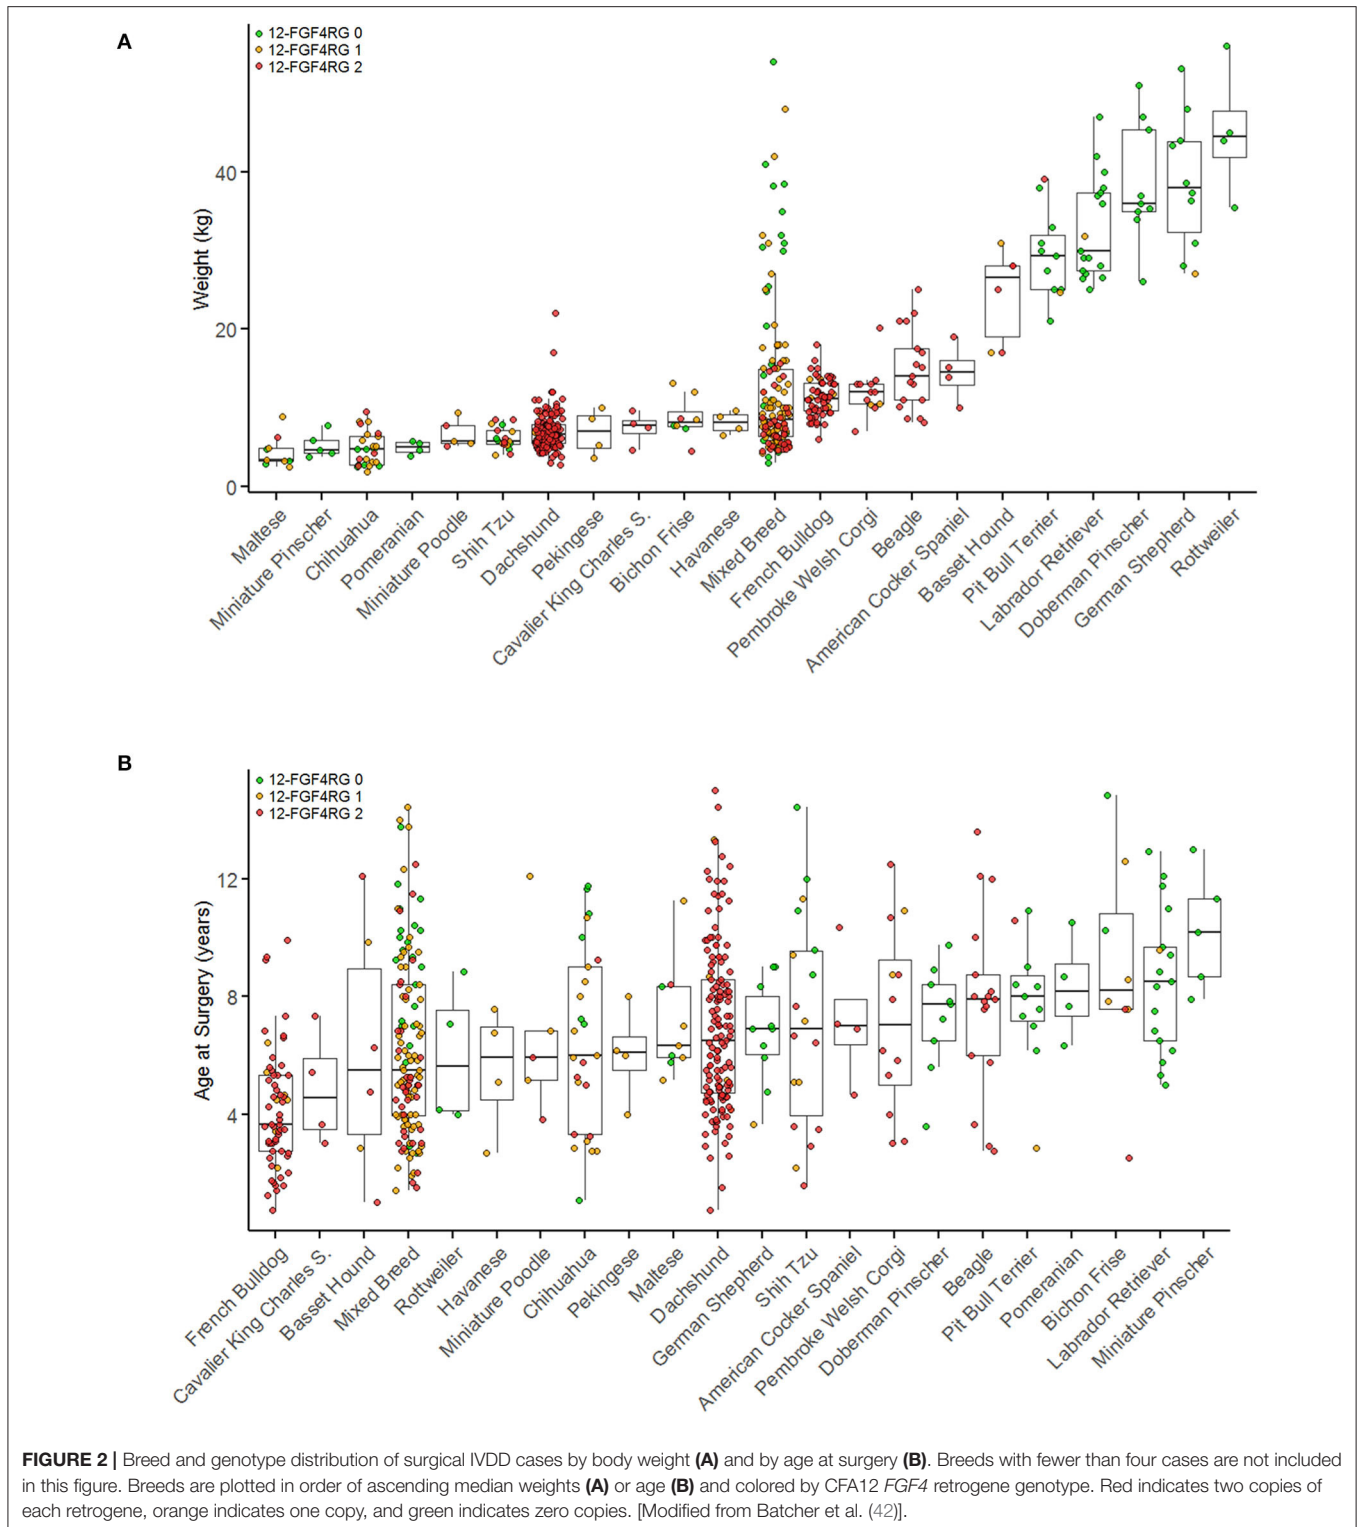 A
12-FGF4RG 0
12-FGF4RG 1
12-FGF4RG 2
Weight (kg)
40
20
0
Maltese
Miniature Pinscher
Chihuahua
Pomeranian
Miniature Poodle
Shih Tzu
Dachshund
Pekingese
Cavalier King Charles S.
Bichon Frise
Havanese
Mixed Breed
French Bulldog
Pembroke Welsh Corgi
Beagle
American Cocker Spaniel
Basset Hound
Pit Bull Terrier
Labrador Retriever
Doberman Pinscher
German Shepherd
Rottweiler
B
12-FGF4RG 0
12-FGF4RG 1
12-FGF4RG 2
Age at Surgery (years)
12
8
4
French Bulldog
Cavalier King Charles S.
Basset Hound
Mixed Breed
Rottweiler
Havanese
Miniature Poodle
Chihuahua
Pekingese
Maltese
Dachshund
German Shepherd
Shih Tzu
American Cocker Spaniel
Pembroke Welsh Corgi
Doberman Pinscher
Beagle
Pit Bull Terrier
Pomeranian
Bichon Frise
Labrador Retriever
Miniature Pinscher
FIGURE 2 | Breed and genotype distribution of surgical IVDD cases by body weight (A) and by age at surgery (B). Breeds with fewer than four cases are not included
in this figure. Breeds are plotted in order of ascending median weights (A) or age (B) and colored by CFA12 FGF4 retrogene genotype. Red indicates two copies of
each retrogene, orange indicates one copy, and green indicates zero copies. [Modified from Batcher et al. (42)].